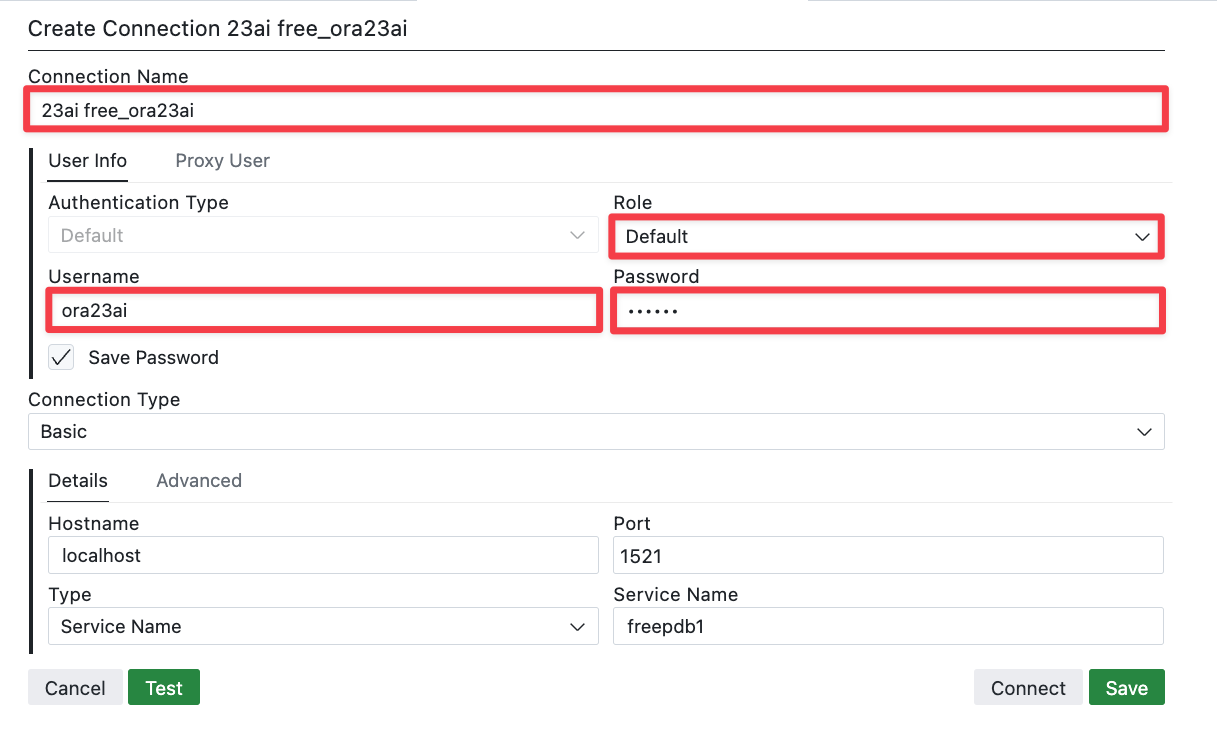 Create Connection 23ai free_ora23ai
Connection Name
23ai free_ora23ai
User Info Proxy User
Authentication Type Role
Default Default
Username Password
ora23ai ••••••
Save Password
Connection Type
Basic
Details Advanced
Hostname Port
localhost 1521
Type Service Name
Service Name freepdb1
Cancel Test Connect Save